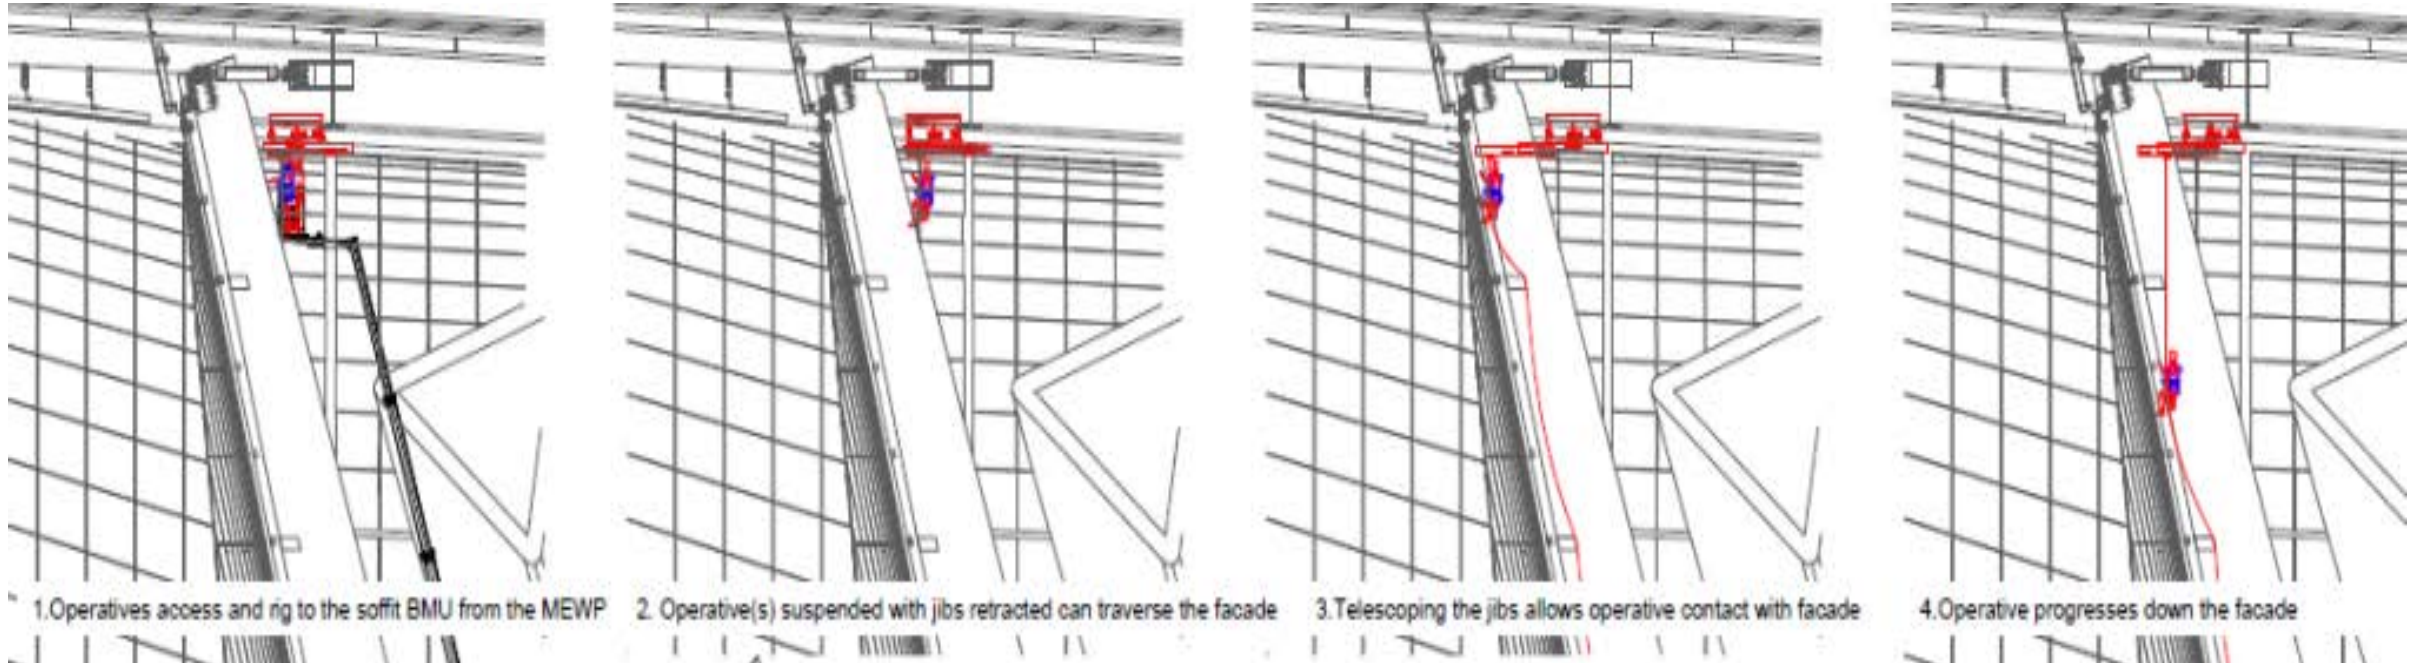 1.Operatives access and rig to the soffit BMU from the MEWP
2. Operative(s) suspended with jibs retracted can traverse the facade
3.Telescoping the jibs allows operative contact with facade
4.Operative progresses down the facade